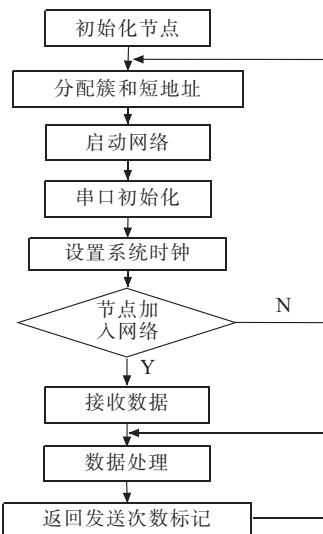 初始化节点
分配簇和短地址
启动网络
串口初始化
设置系统时钟
节点加
入网络
N
Y
接收数据
数据处理
返回发送次数标记